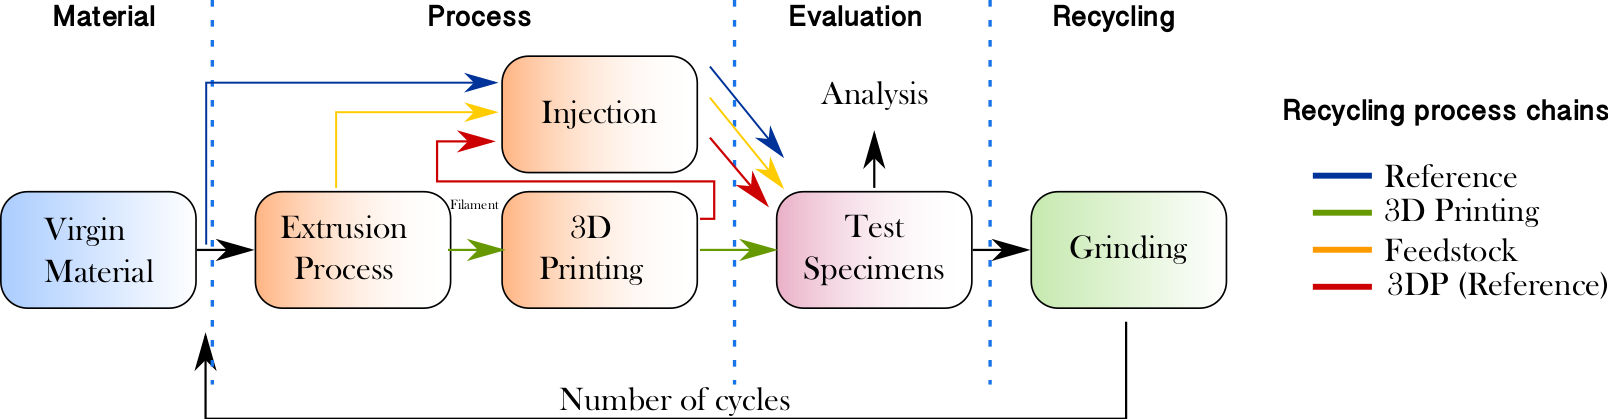 Material
Process
Evaluation
Recycling
Analysis
Injection
Recycling process chains
Reference
3D Printing
Feedstock
3DP (Reference)
Virgin
Material
Extrusion
Process
Filament
3D
Printing
Test
Specimens
Grinding
Number of cycles